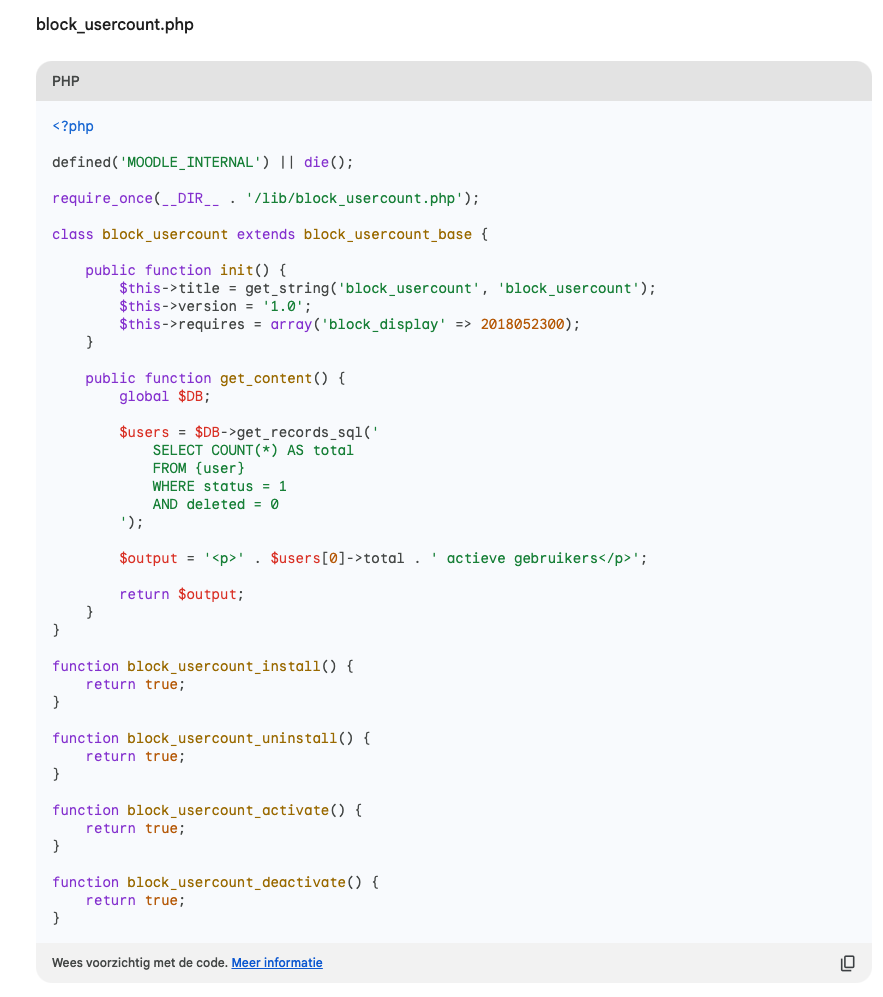 block_usercount.php
PHP
<?php
defined('MOODLE_INTERNAL') || die();
require_once(__DIR__ . '/lib/block_usercount.php');
class block_usercount extends block_usercount_base {
    public function init() {
        $this->title = get_string('block_usercount', 'block_usercount');
        $this->version = '1.0';
        $this->requires = array('block_display' => 2018052300);
    }
    public function get_content() {
        global $DB;
        $users = $DB->get_records_sql('
            SELECT COUNT(*) AS total
            FROM {user}
            WHERE status = 1
            AND deleted = 0
        ');
        $output = '<p>' . $users[0]->total . ' actieve gebruikers</p>';
        return $output;
    }
}
function block_usercount_install() {
    return true;
}
function block_usercount_uninstall() {
    return true;
}
function block_usercount_activate() {
    return true;
}
function block_usercount_deactivate() {
    return true;
}
Wees voorzichtig met de code. Meer informatie